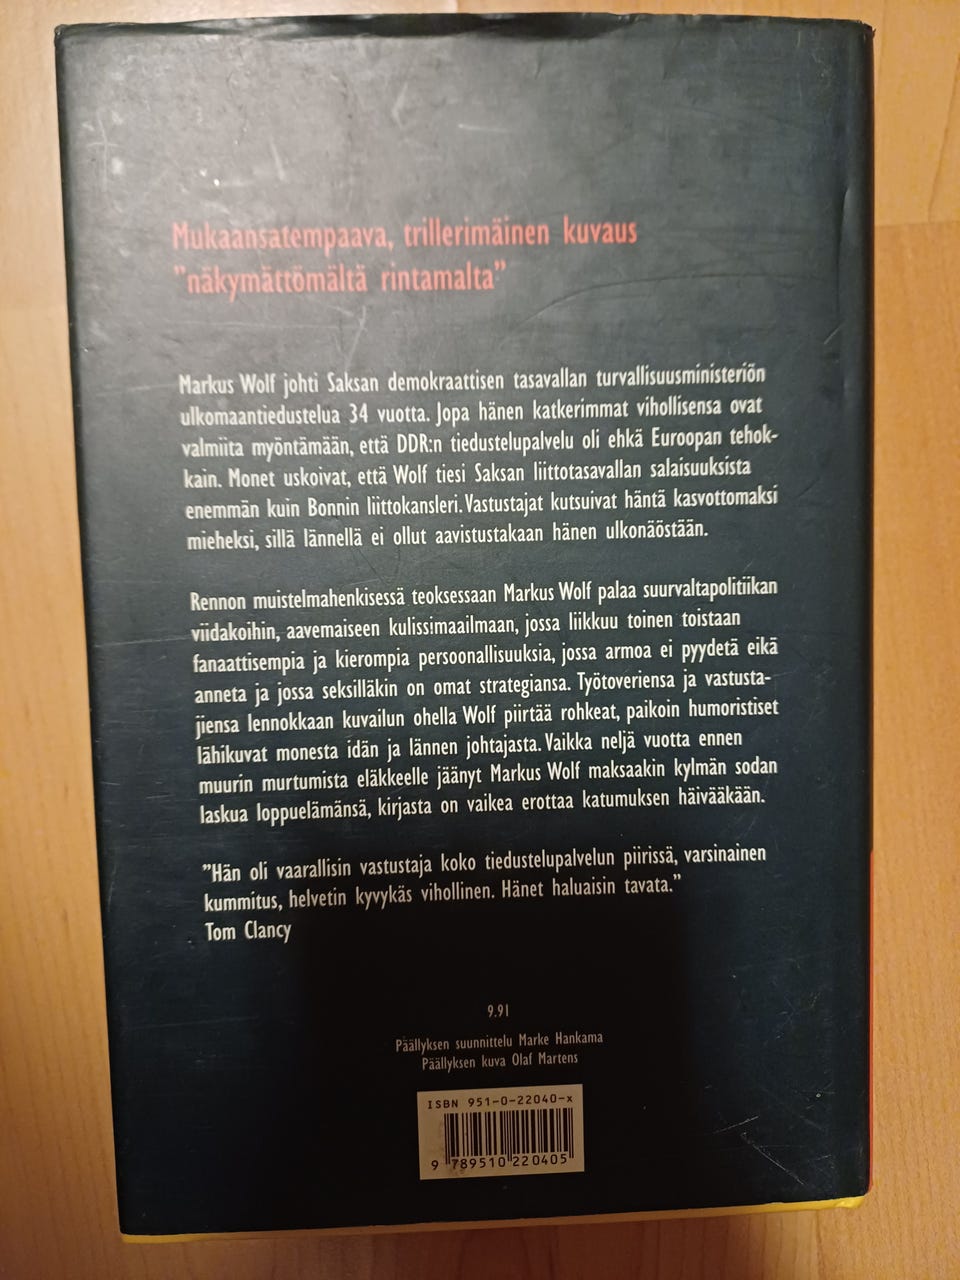 Mukaansatempaava, trillerimäinen kuvaus
"näkymättömältä rintamalta"
Markus Wolf johti Saksan demokraattisen tasavallan turvallisuusministeriön
ulkomaantiedustelua 34 vuotta. Jopa hänen katkerimmat vihollisensa ovat
valmiita myöntämään, että DDR:n tiedustelupalvelu oli ehkä Euroopan tehok-
kain. Monet uskoivat, että Wolf tiesi Saksan liittotasavallan salaisuuksista
enemmän kuin Bonnin liittokansleri. Vastustajat kutsuivat häntä kasvottomaksi
mieheksi, sillä lännellä ei ollut aavistustakaan hänen ulkonäöstään.
Rennon muistelmahenkisessä teoksessaan Markus Wolf palaa suurvaltapolitiikan
viidakoihin, aavemaiseen kulissimaailmaan, jossa liikkuu toinen toistaan
fanaattisempia ja kierompia persoonallisuuksia, jossa armoa ei pyydetä eikä
anneta ja jossa seksilläkin on omat strategiansa. Työtoveriensa ja vastusta-
jiensa lennokkaan kuvailun ohella Wolf piirtää rohkeat, paikoin humoristiset
lähikuvat monesta idän ja lännen johtajasta. Vaikka neljä vuotta ennen
muurin murtumista eläkkeelle jäänyt Markus Wolf maksaakin kylmän sodan
laskua loppuelämänsä, kirjasta on vaikea erottaa katumuksen häivääkään.
"Hän oli vaarallisin vastustaja koko tiedustelupalvelun piirissä, varsinainen
kummitus, helvetin kyvykäs vihollinen. Hänet haluaisin tavata."
Tom Clancy
9.91
Päällyksen suunnittelu Marke Hankama
Päällyksen kuva Olaf Martens
ISBN 951-0-22040-x
9 789510 220405